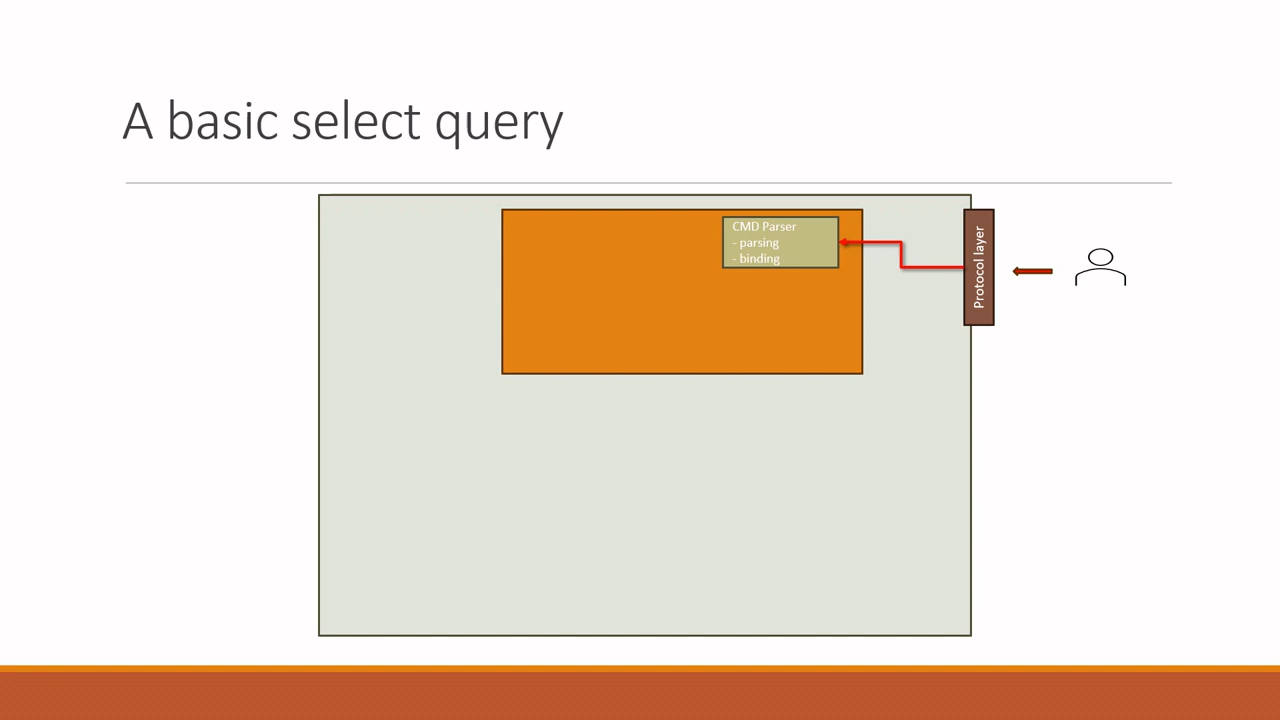 A basic select query
CMD Parser
- parsing
- binding
Protocol layer